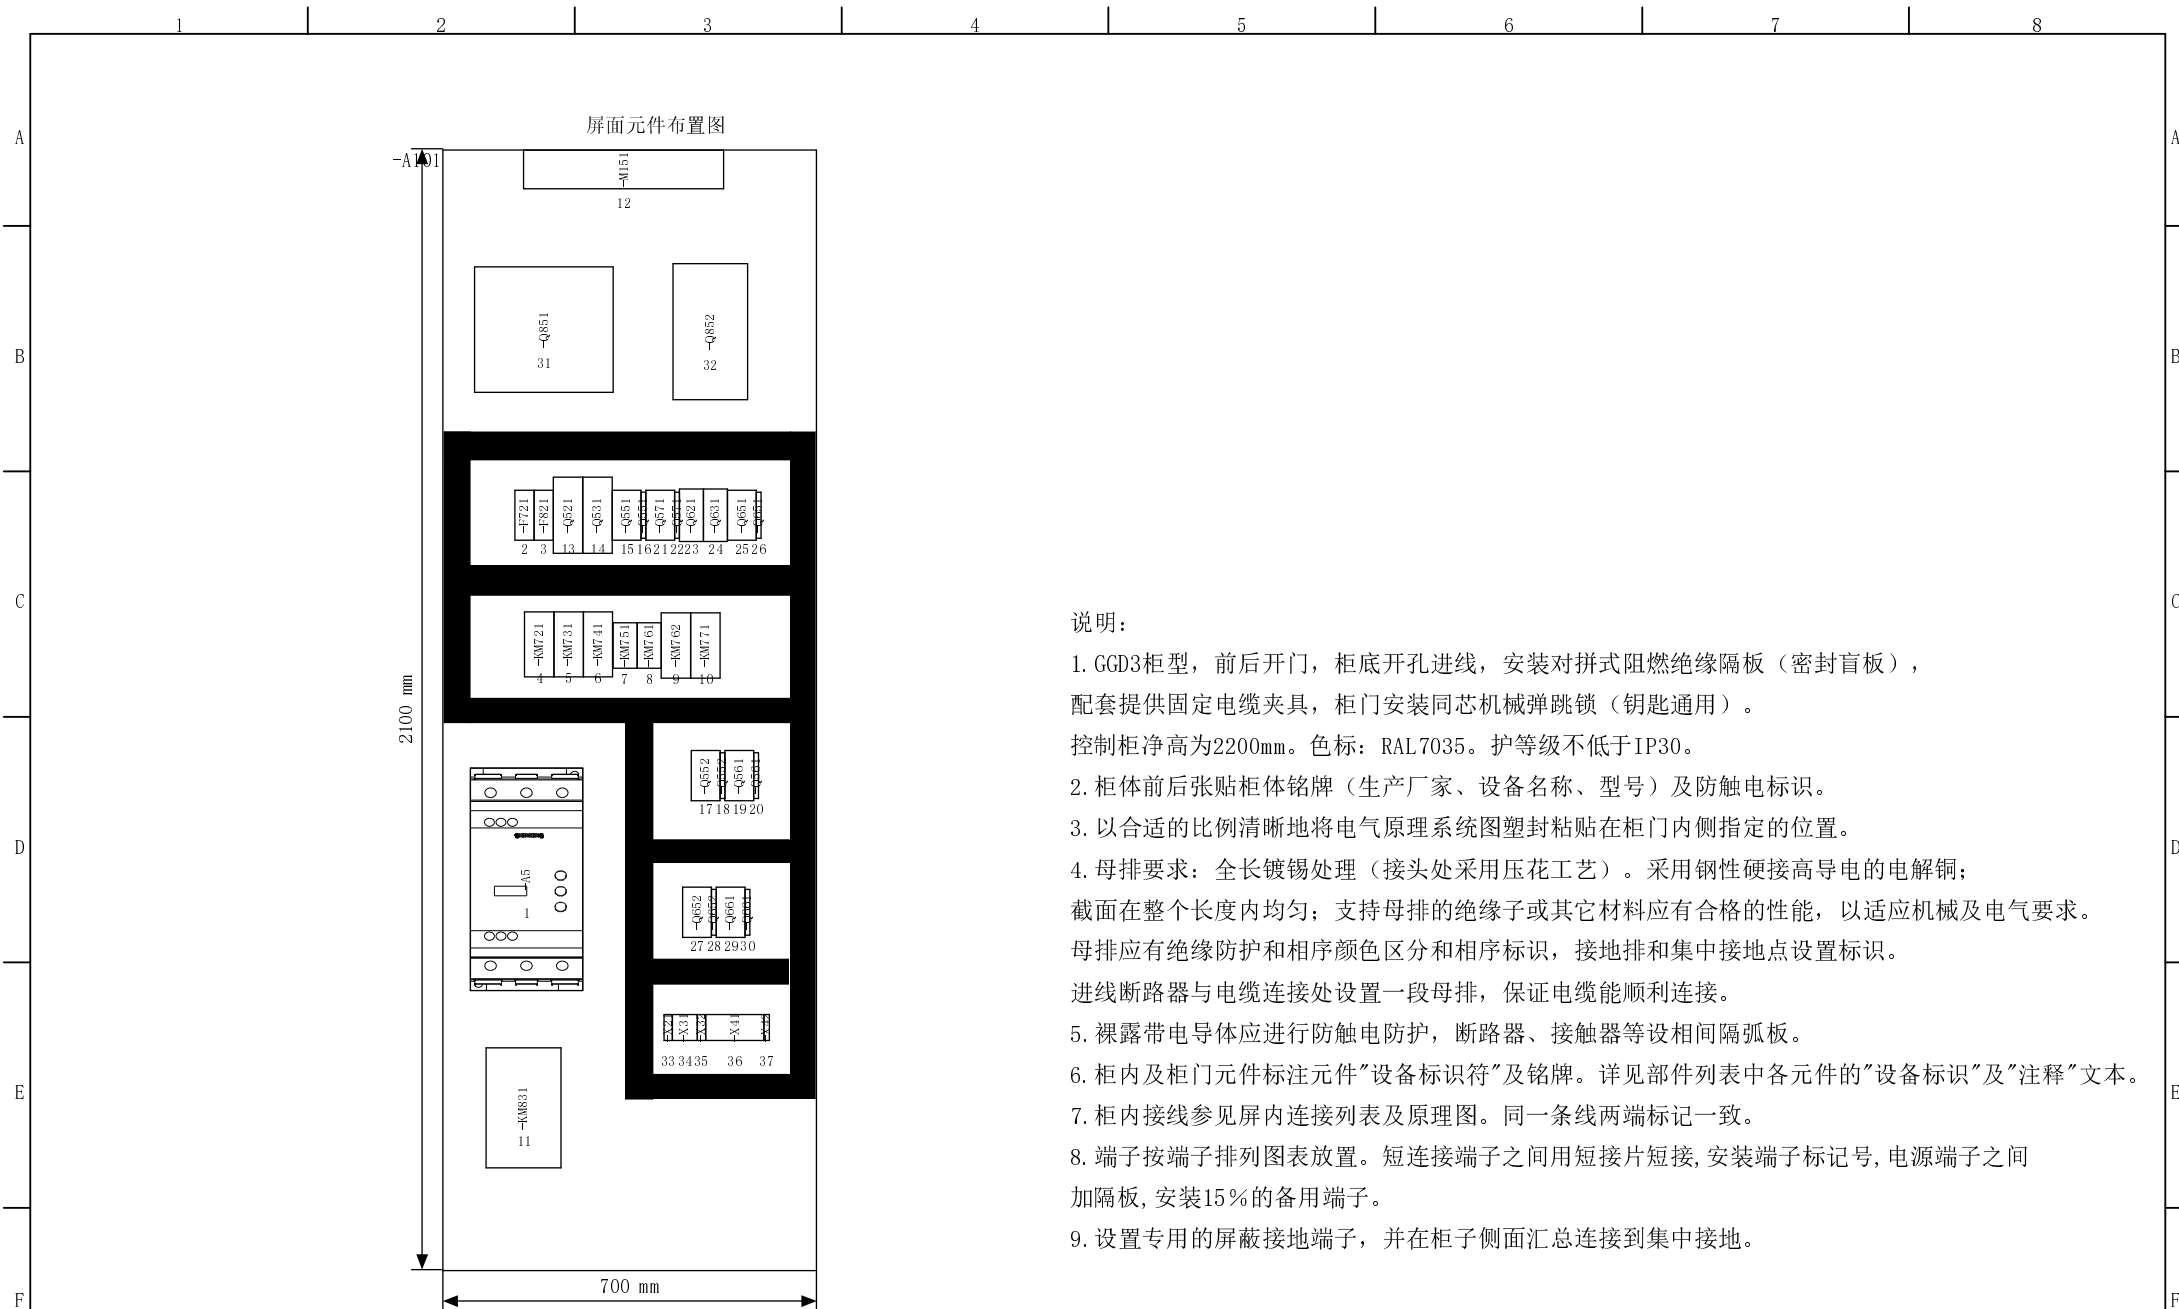 1 2 3 4 5 6 7 8
A A
屏面元件布置图
-A101
-M151
12
B B
-Q851
31
-Q852
32
-F721 -F821 -Q521 -Q531 -Q551 -Q551 -Q571 -Q571 -Q621 -Q631 -Q651 -Q651
2 3 13 14 15 16 21 22 23 24 25 26
C C
-KM721 -KM731 -KM741 -KM751 -KM761 -KM762 -KM771
4 5 6 7 8 9 10
2100 mm
-Q552 -Q552 -Q561 -Q561
17 18 19 20
D D
SIEMENS
-A5
1
-Q652 -Q652 -Q661 -Q661
27 28 29 30
-X21 -X31 -X32 -X41 -X42
33 34 35 36 37
E E
-KM831
11
700 mm
F F
说明：
1.GGD3柜型，前后开门，柜底开孔进线，安装对拼式阻燃绝缘隔板（密封盲板），
配套提供固定电缆夹具，柜门安装同芯机械弹跳锁（钥匙通用）。
控制柜净高为2200mm。色标：RAL7035。护等级不低于IP30。
2.柜体前后张贴柜体铭牌（生产厂家、设备名称、型号）及防触电标识。
3.以合适的比例清晰地将电气原理系统图塑封粘贴在柜门内侧指定的位置。
4.母排要求：全长镀锡处理（接头处采用压花工艺）。采用钢性硬接高导电的电解铜；
截面在整个长度内均匀；支持母排的绝缘子或其它材料应有合格的性能，以适应机械及电气要求。
母排应有绝缘防护和相序颜色区分和相序标识，接地排和集中接地点设置标识。
进线断路器与电缆连接处设置一段母排，保证电缆能顺利连接。
5.裸露带电导体应进行防触电防护，断路器、接触器等设相间隔弧板。
6.柜内及柜门元件标注元件"设备标识符"及铭牌。详见部件列表中各元件的"设备标识"及"注释"文本。
7.柜内接线参见屏内连接列表及原理图。同一条线两端标记一致。
8.端子按端子排列图表放置。短连接端子之间用短接片短接,安装端子标记号,电源端子之间
加隔板,安装15%的备用端子。
9.设置专用的屏蔽接地端子，并在柜子侧面汇总连接到集中接地。